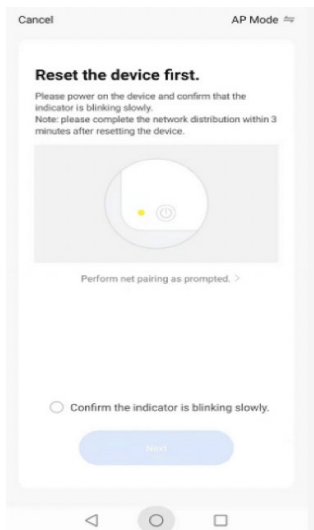 Cancel AP Mode
Reset the device first.
Please power on the device and confirm that the
indicator is blinking slowly.
Note: please complete the network distribution within 3
minutes after resetting the device.
Perform net pairing as prompted. >
Confirm the indicator is blinking slowly.
Next